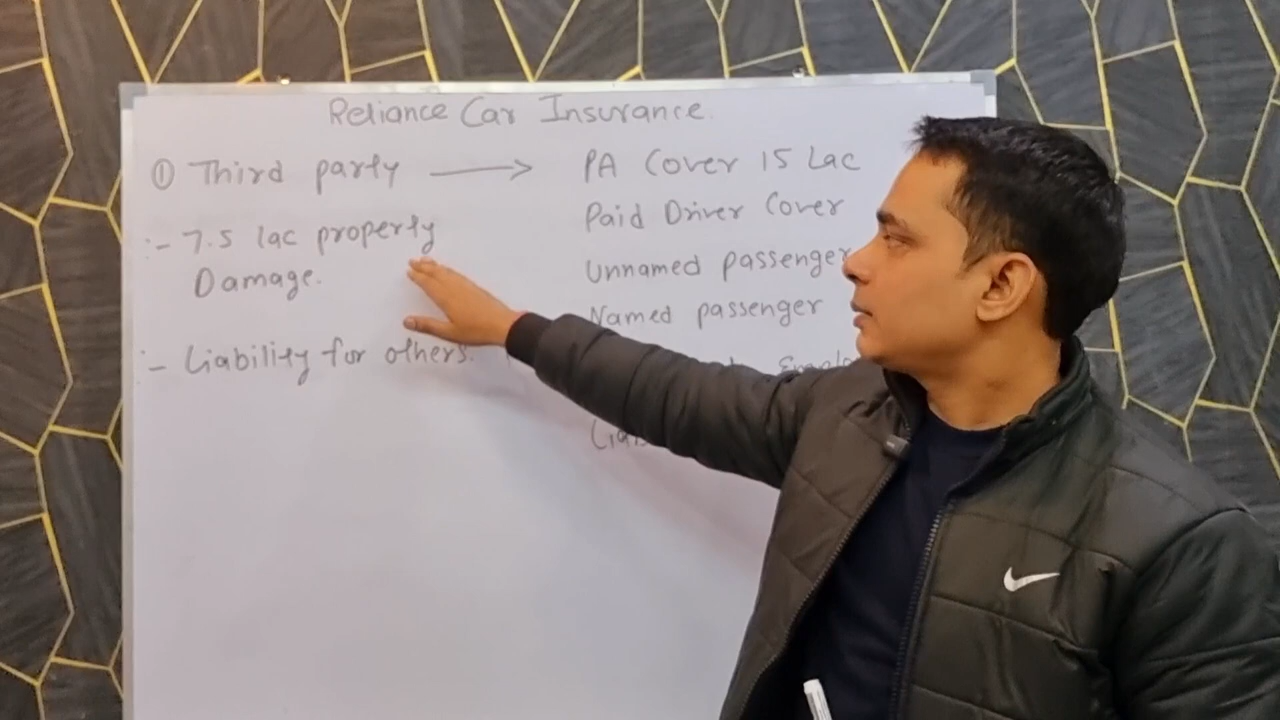 Reliance Car Insurance.
① Third party → PA Cover 15 Lac
Paid Driver Cover
:- 7.5 lac property
Damage.
Unnamed passenger
Named passenger
:- Liability for others.